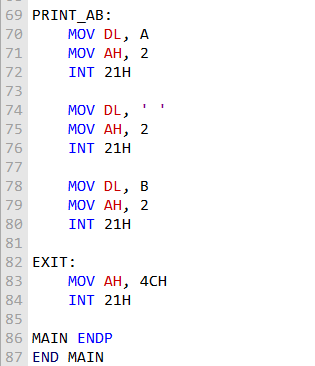 69 PRINT_AB:
70     MOV DL, A
71     MOV AH, 2
72     INT 21H
73
74     MOV DL, ' '
75     MOV AH, 2
76     INT 21H
77
78     MOV DL, B
79     MOV AH, 2
80     INT 21H
81
82 EXIT:
83     MOV AH, 4CH
84     INT 21H
85
86 MAIN ENDP
87 END MAIN